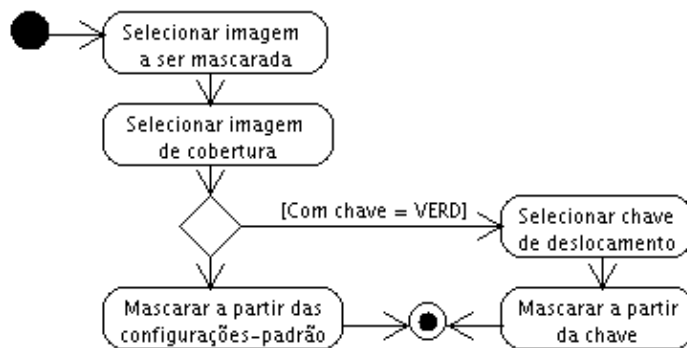 Selecionar imagem
a ser mascarada
Selecionar imagem
de cobertura
[Com chave = VERD]
Selecionar chave
de deslocamento
Mascarar a partir das
configurações-padrão
Mascarar a partir
da chave